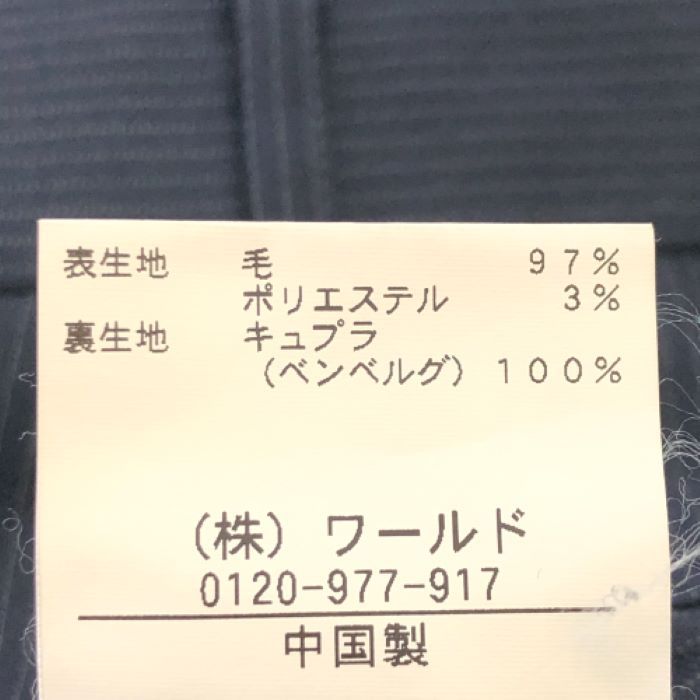 表生地 毛 97%
ポリエステル 3%
裏生地 キュプラ
(ベンベルグ) 100%
(株) ワールド
0120-977-917
中国製